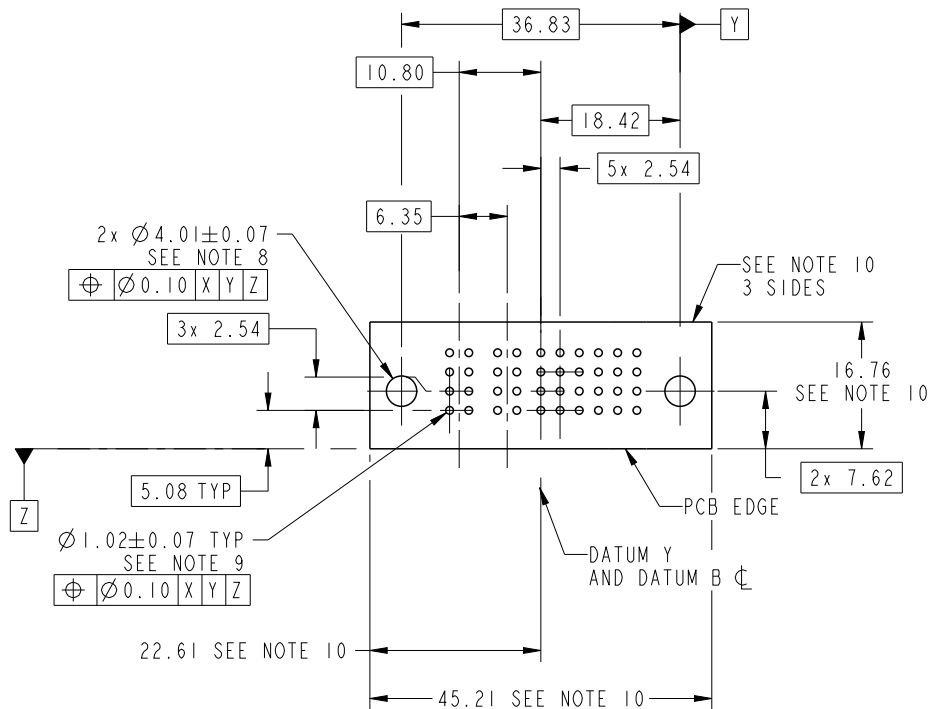 36.83
Y
10.80
18.42
5x 2.54
6.35
2x Ø4.01±0.07
SEE NOTE 8
⌖ Ø0.10 X Y Z
SEE NOTE 10
3 SIDES
3x 2.54
16.76
SEE NOTE 10
5.08 TYP
2x 7.62
Z
PCB EDGE
Ø1.02±0.07 TYP
SEE NOTE 9
⌖ Ø0.10 X Y Z
DATUM Y
AND DATUM B ℄
22.61 SEE NOTE 10
45.21 SEE NOTE 10